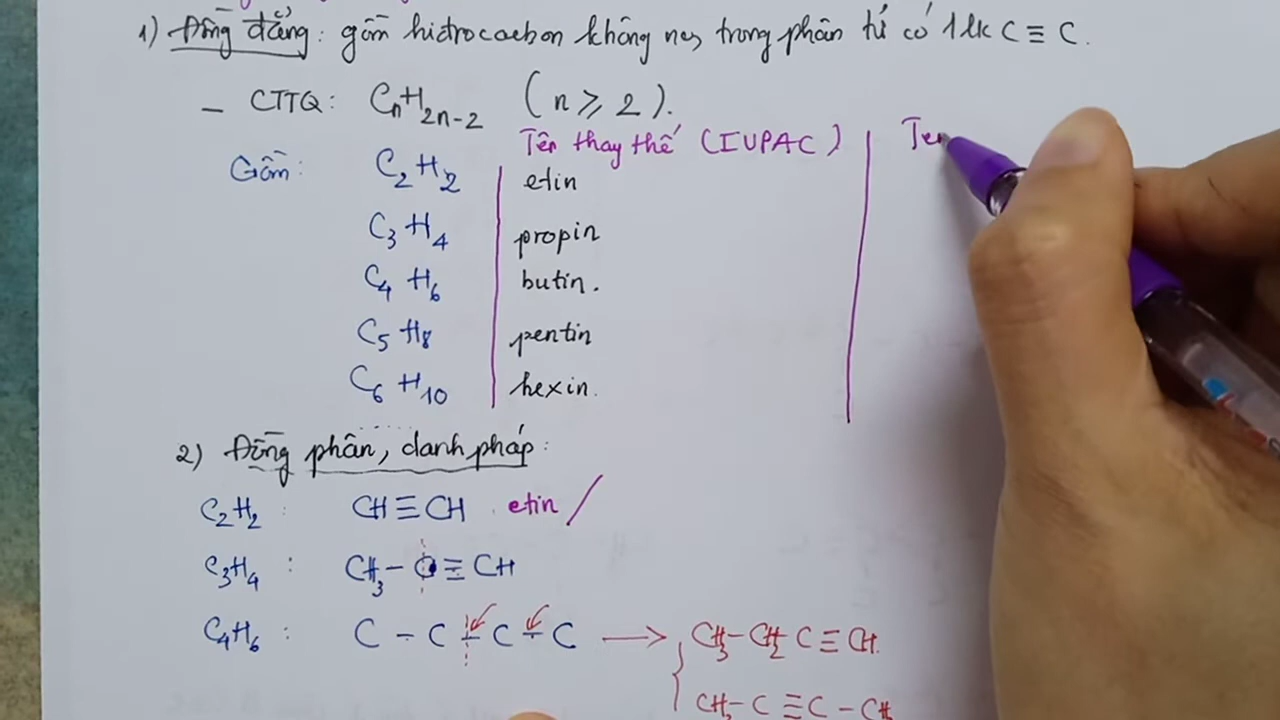 1) Đồng đẳng: gồm hiđrocacbon không no, trong phân tử có 1 lk C ≡ C.
- CTTQ: CnH2n-2 (n ≥ 2).
Tên thay thế (IUPAC) Ten
Gồm: C2H2 etin
C3H4 propin
C4H6 butin.
C5H8 pentin
C6H10 hexin.
2) Đồng phân, danh pháp:
C2H2 : CH≡CH . etin /
C3H4 : CH3-C≡CH
C4H6 : C - C - C - C → CH3-CH2 C≡CH.
CH3-C≡C-CH3